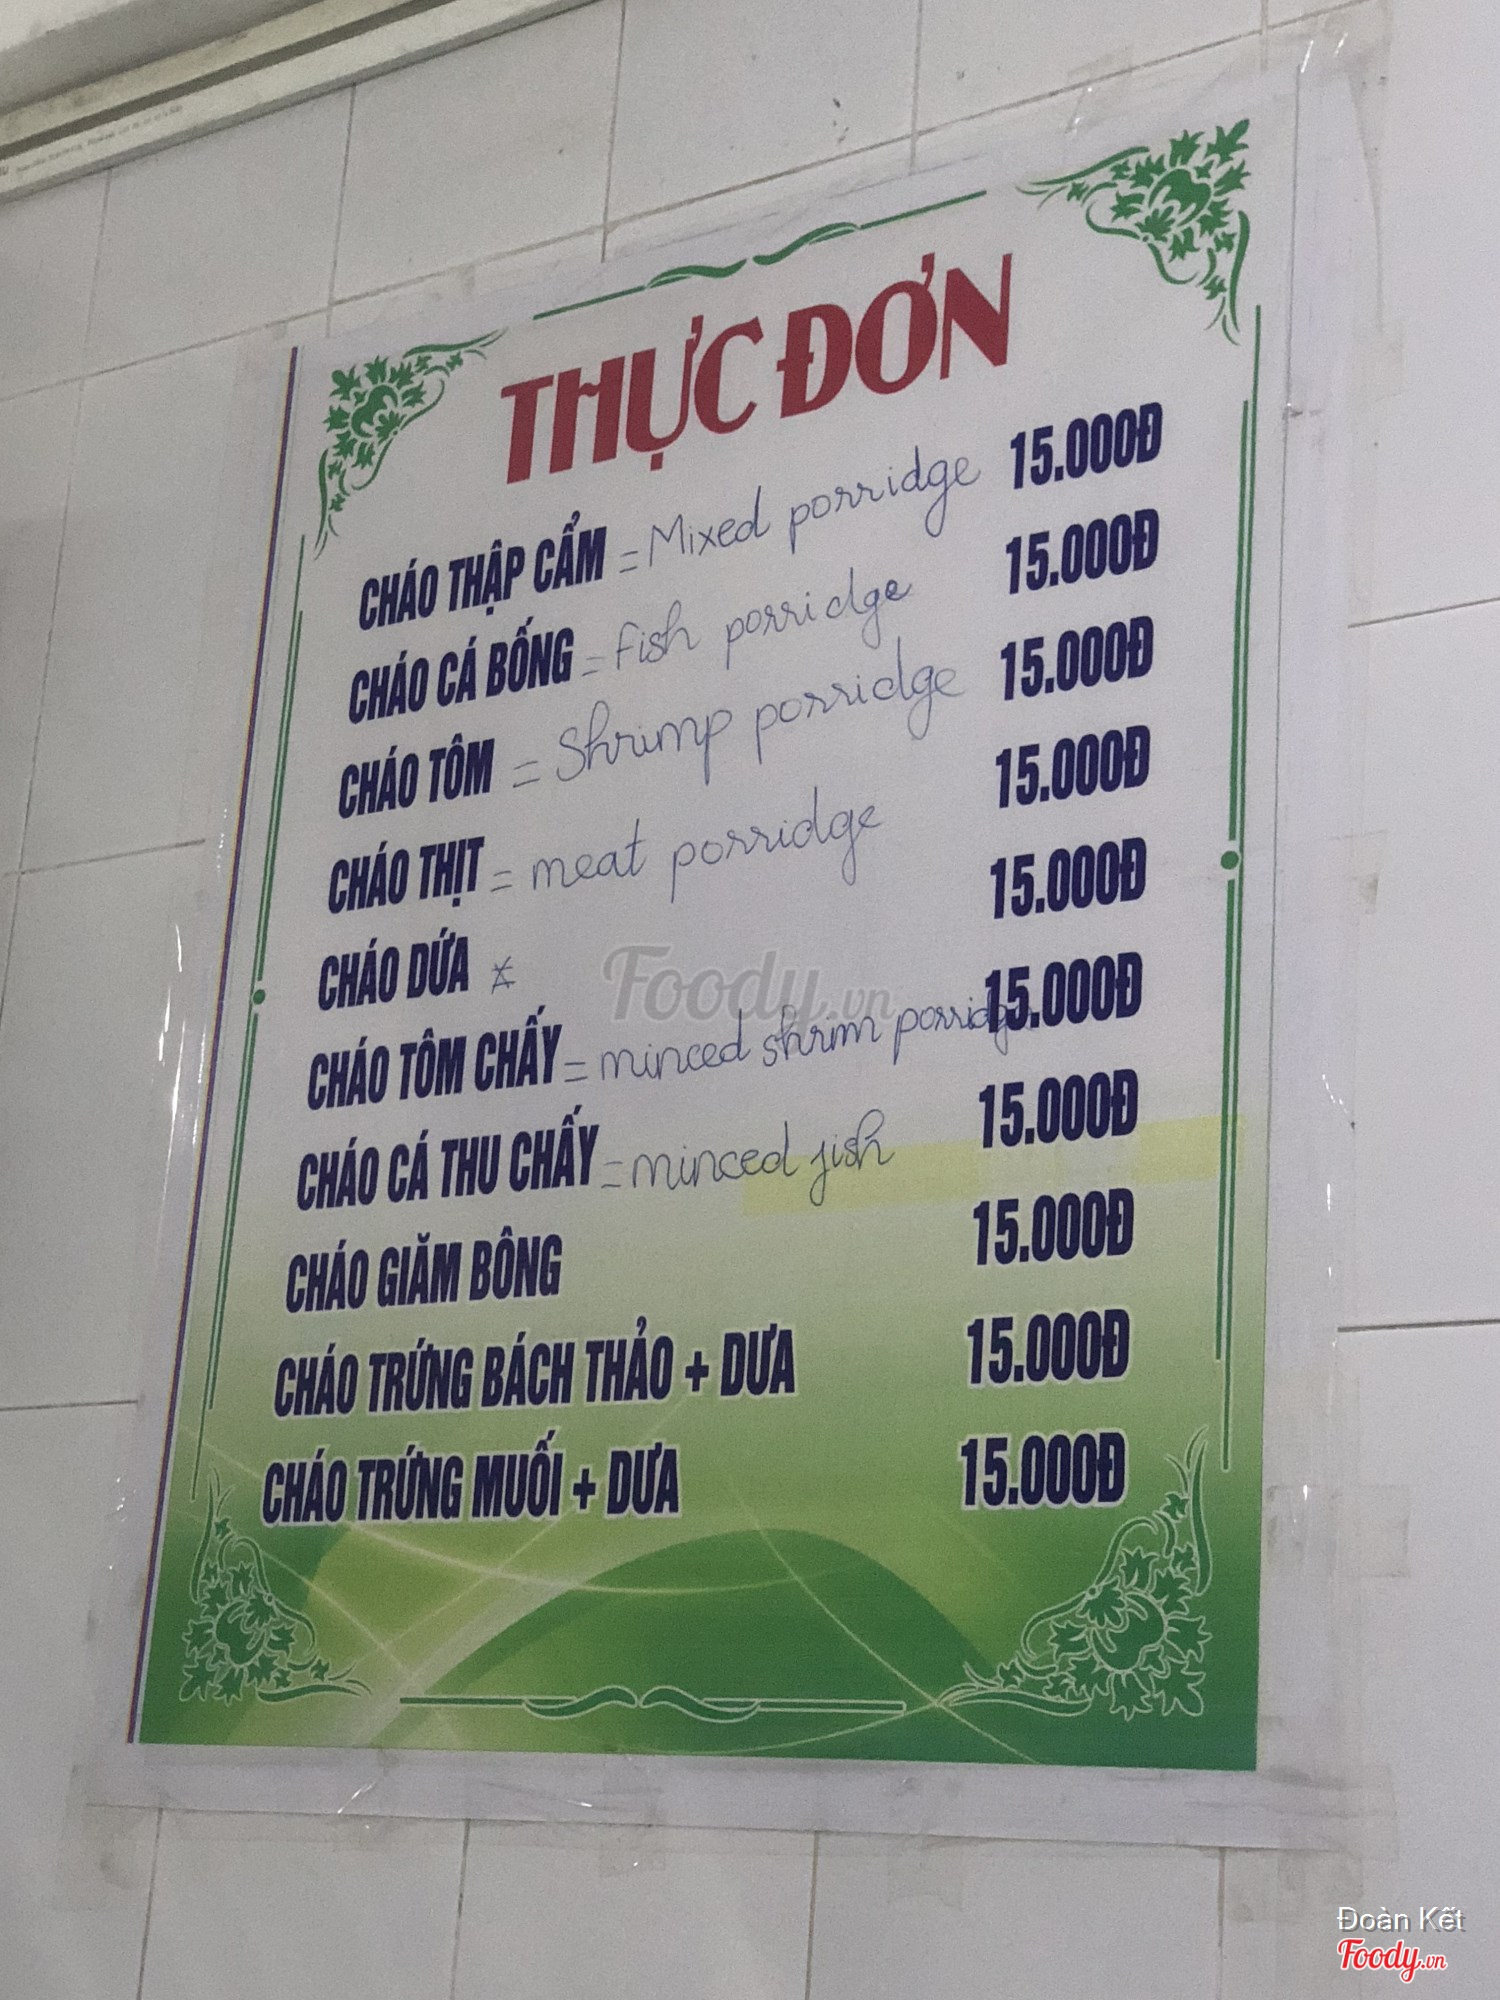 THỰC ĐƠN
CHÁO THẬP CẨM = Mixed porridge 15.000Đ
CHÁO CÁ BỐNG = Fish porridge 15.000Đ
CHÁO TÔM = Shrimp porridge 15.000Đ
CHÁO THỊT = meat porridge 15.000Đ
CHÁO DỨA 15.000Đ
Foody.vn
CHÁO TÔM CHẤY = minced shrim porridge 15.000Đ
CHÁO CÁ THU CHẤY = minced fish 15.000Đ
CHÁO GIĂM BÔNG 15.000Đ
CHÁO TRỨNG BÁCH THẢO + DƯA 15.000Đ
CHÁO TRỨNG MUỐI + DƯA 15.000Đ
Đoàn Kết
Foody.vn